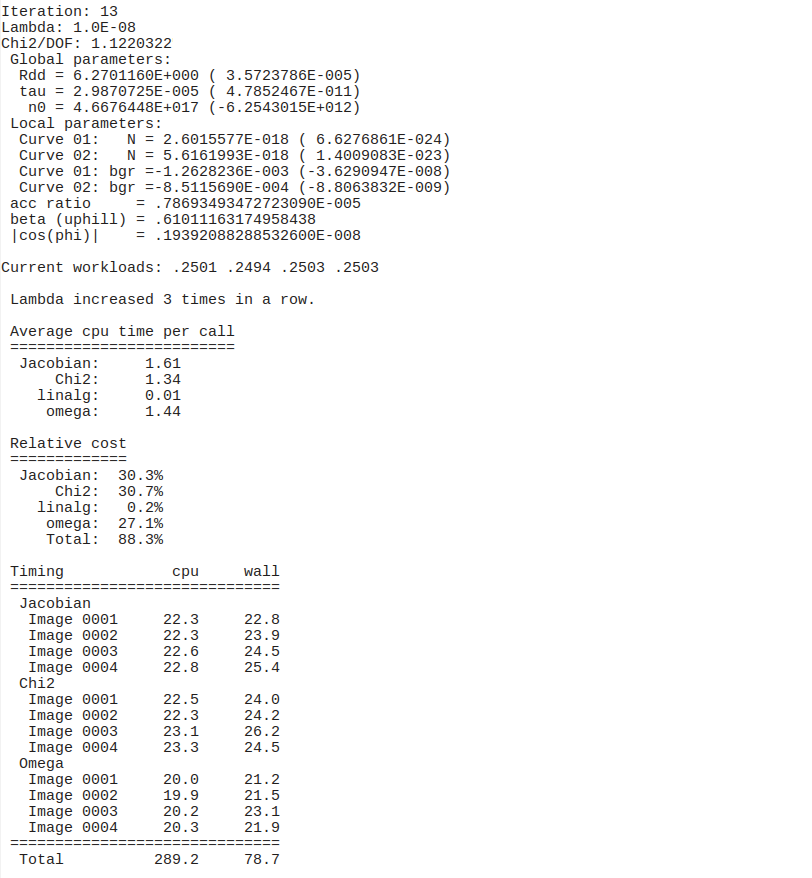 Iteration: 13
Lambda: 1.0E-08
Chi2/DOF: 1.1220322
Global parameters:
Rdd = 6.2701160E+000 ( 3.5723786E-005)
tau = 2.9870725E-005 ( 4.7852467E-011)
n0 = 4.6676448E+017 (-6.2543015E+012)
Local parameters:
Curve 01:   N = 2.6015577E-018 ( 6.6276861E-024)
Curve 02:   N = 5.6161993E-018 ( 1.4009083E-023)
Curve 01: bgr =-1.2628236E-003 (-3.6290947E-008)
Curve 02: bgr =-8.5115690E-004 (-8.8063832E-009)
acc ratio     = .78693493472723090E-005
beta (uphill) = .61011163174958438
|cos(phi)|    = .19392088288532600E-008
Current workloads: .2501 .2494 .2503 .2503
Lambda increased 3 times in a row.
Average cpu time per call
=========================
Jacobian:     1.61
Chi2:     1.34
linalg:     0.01
omega:     1.44
Relative cost
=============
Jacobian:  30.3%
Chi2:  30.7%
linalg:   0.2%
omega:  27.1%
Total:  88.3%
Timing            cpu     wall
==============================
Jacobian
Image 0001     22.3     22.8
Image 0002     22.3     23.9
Image 0003     22.6     24.5
Image 0004     22.8     25.4
Chi2
Image 0001     22.5     24.0
Image 0002     22.3     24.2
Image 0003     23.1     26.2
Image 0004     23.3     24.5
Omega
Image 0001     20.0     21.2
Image 0002     19.9     21.5
Image 0003     20.2     23.1
Image 0004     20.3     21.9
==============================
Total          289.2     78.7